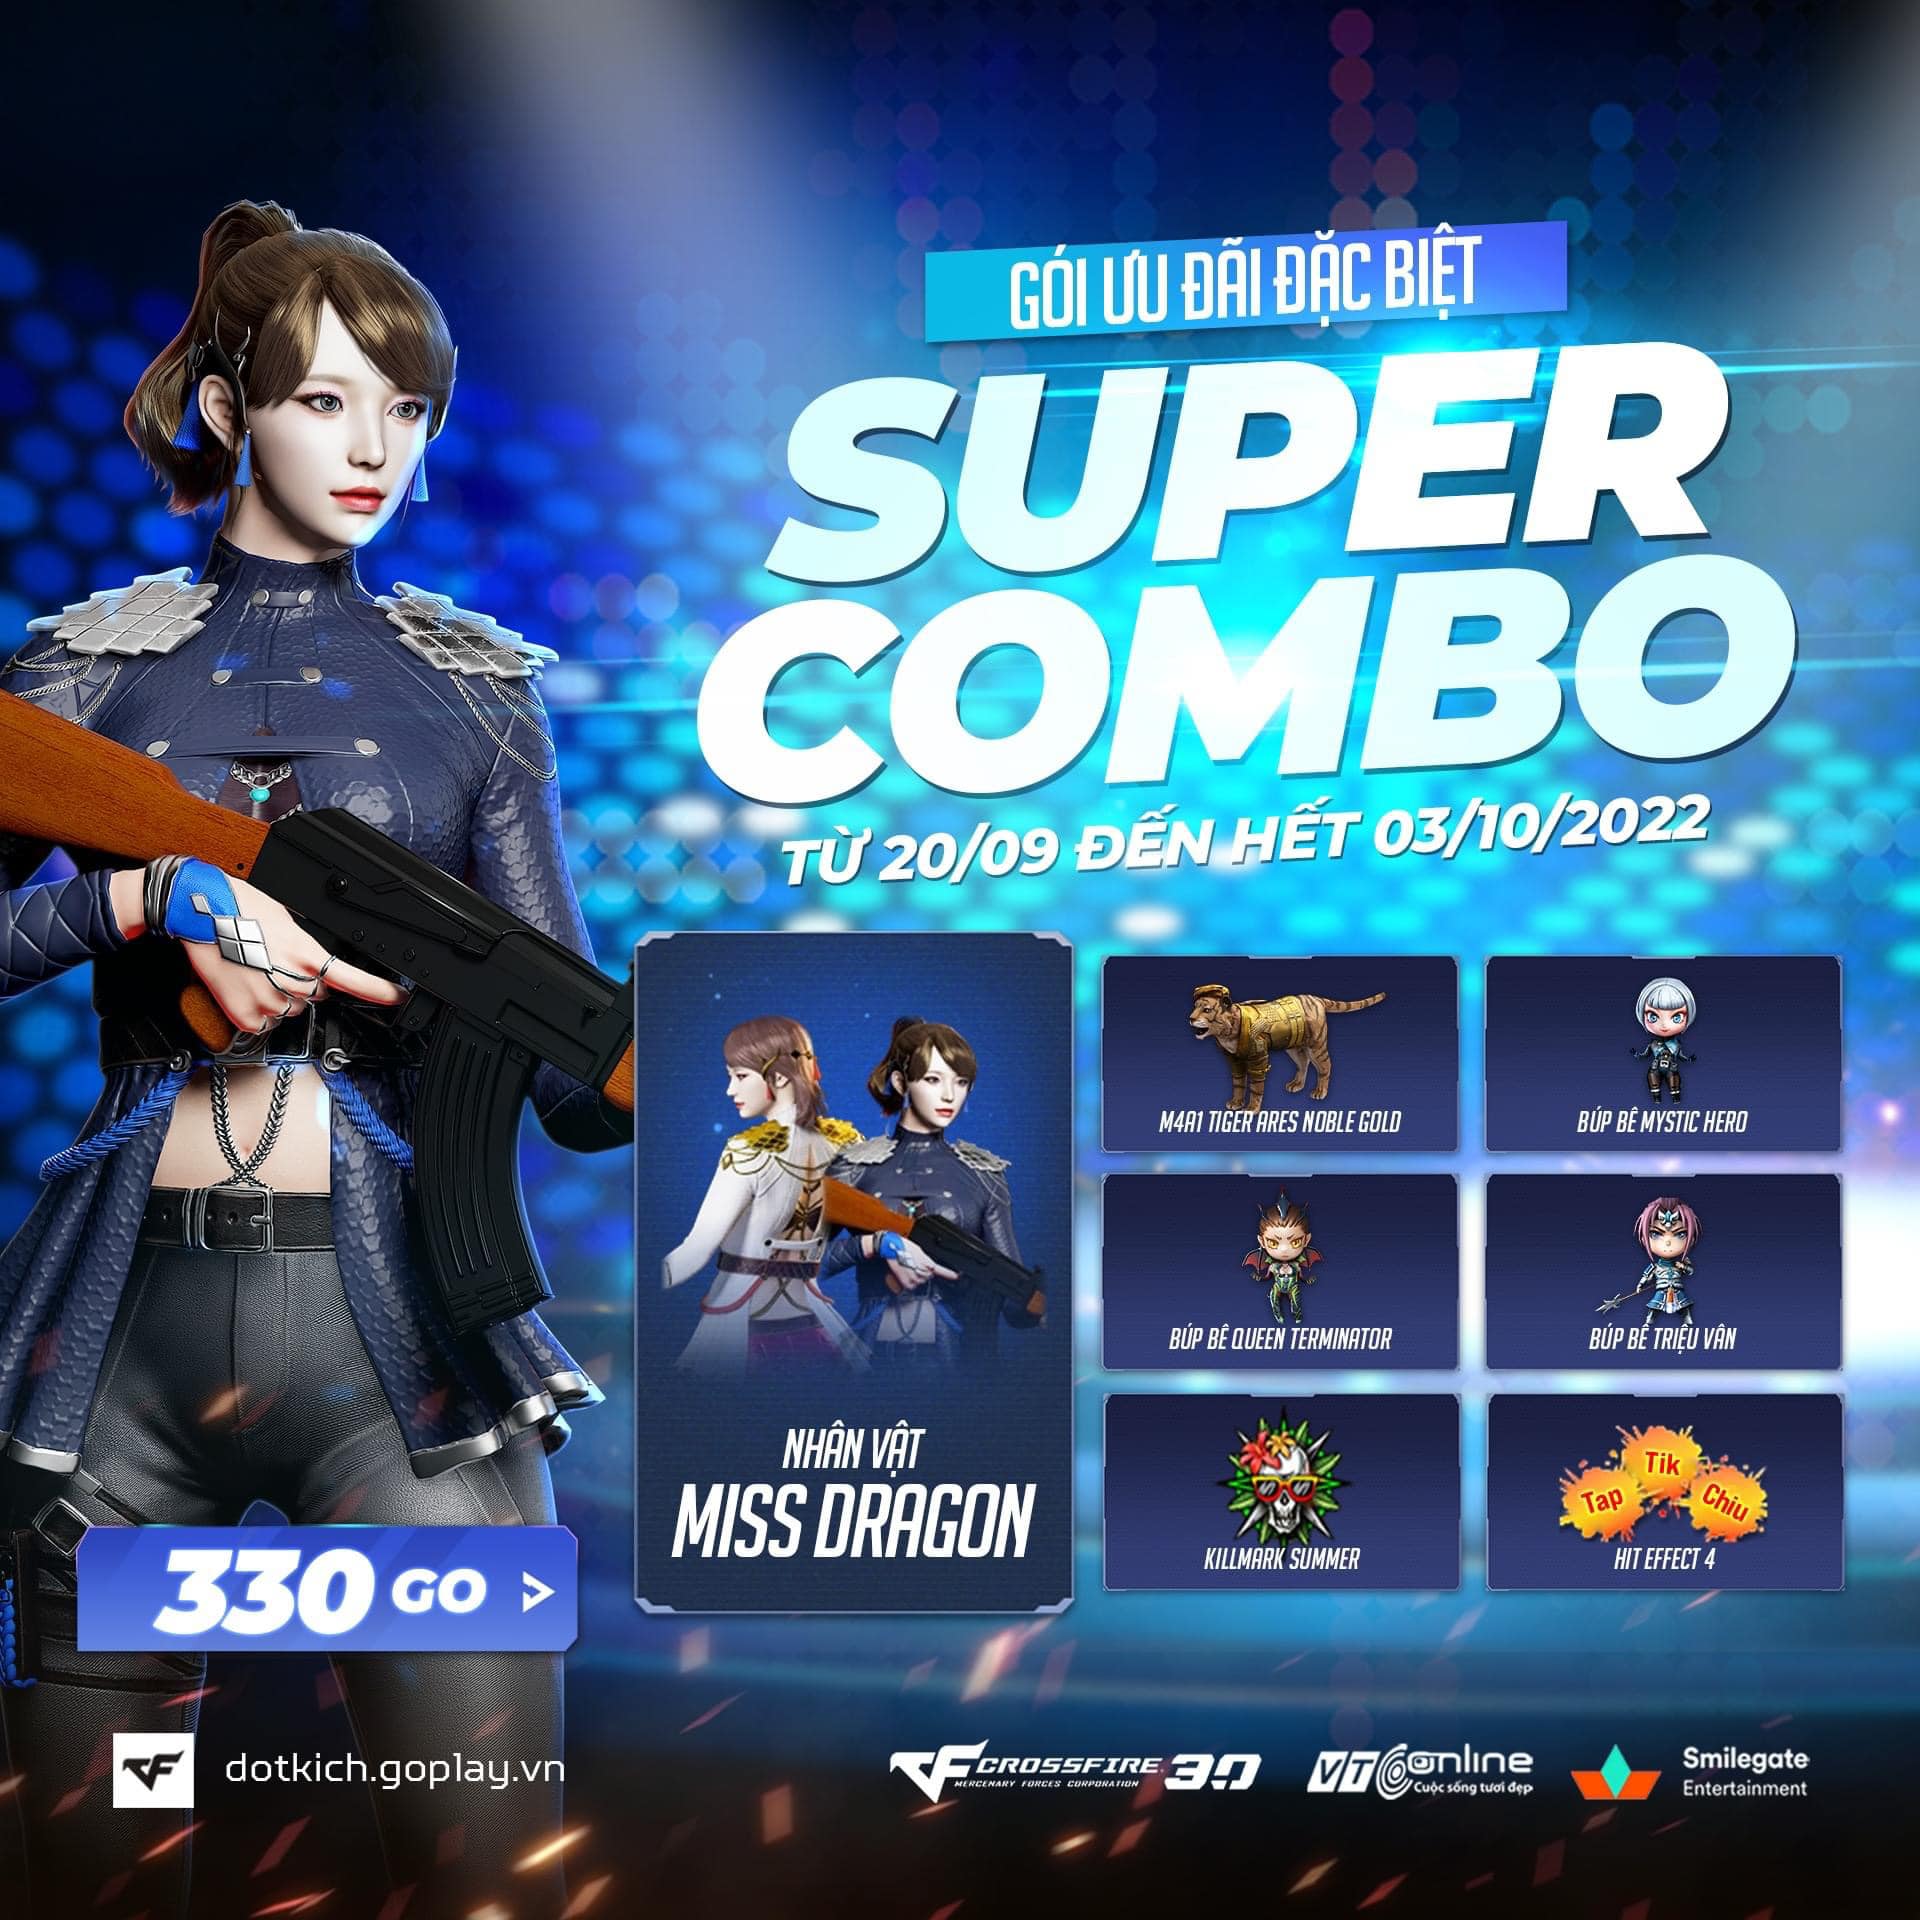 GÓI ƯU ĐÃI ĐẶC BIỆT
SUPER
COMBO
TỪ 20/09 ĐẾN HẾT 03/10/2022
NHÂN VẬT
MISS DRAGON
M4A1 TIGER ARES NOBLE GOLD
BÚP BÊ MYSTIC HERO
BÚP BÊ QUEEN TERMINATOR
BÚP BÊ TRIỆU VÂN
KILLMARK SUMMER
Tap Tik Chiu
HIT EFFECT 4
330 GO >
CF dotkich.goplay.vn
CF CROSSFIRE 3.0
MERCENARY FORCES CORPORATION
VTC online
Cuộc sống tươi đẹp
Smilegate
Entertainment